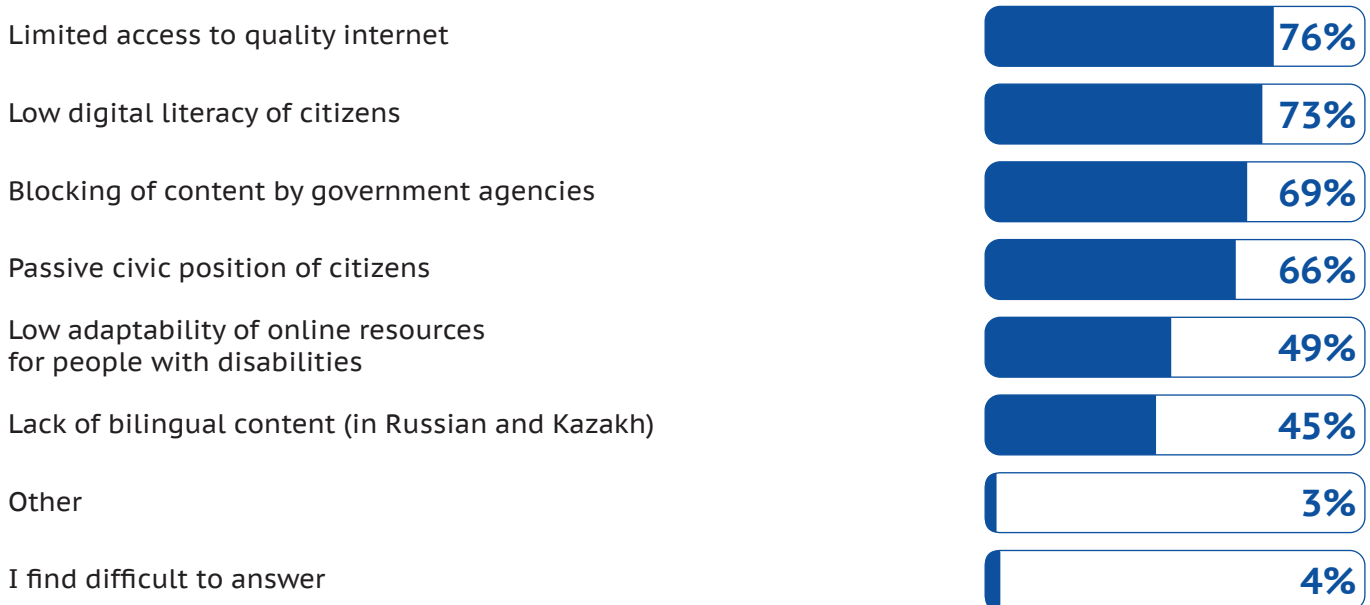 Limited access to quality internet 76%
Low digital literacy of citizens 73%
Blocking of content by government agencies 69%
Passive civic position of citizens 66%
Low adaptability of online resources
for people with disabilities 49%
Lack of bilingual content (in Russian and Kazakh) 45%
Other 3%
I find difficult to answer 4%